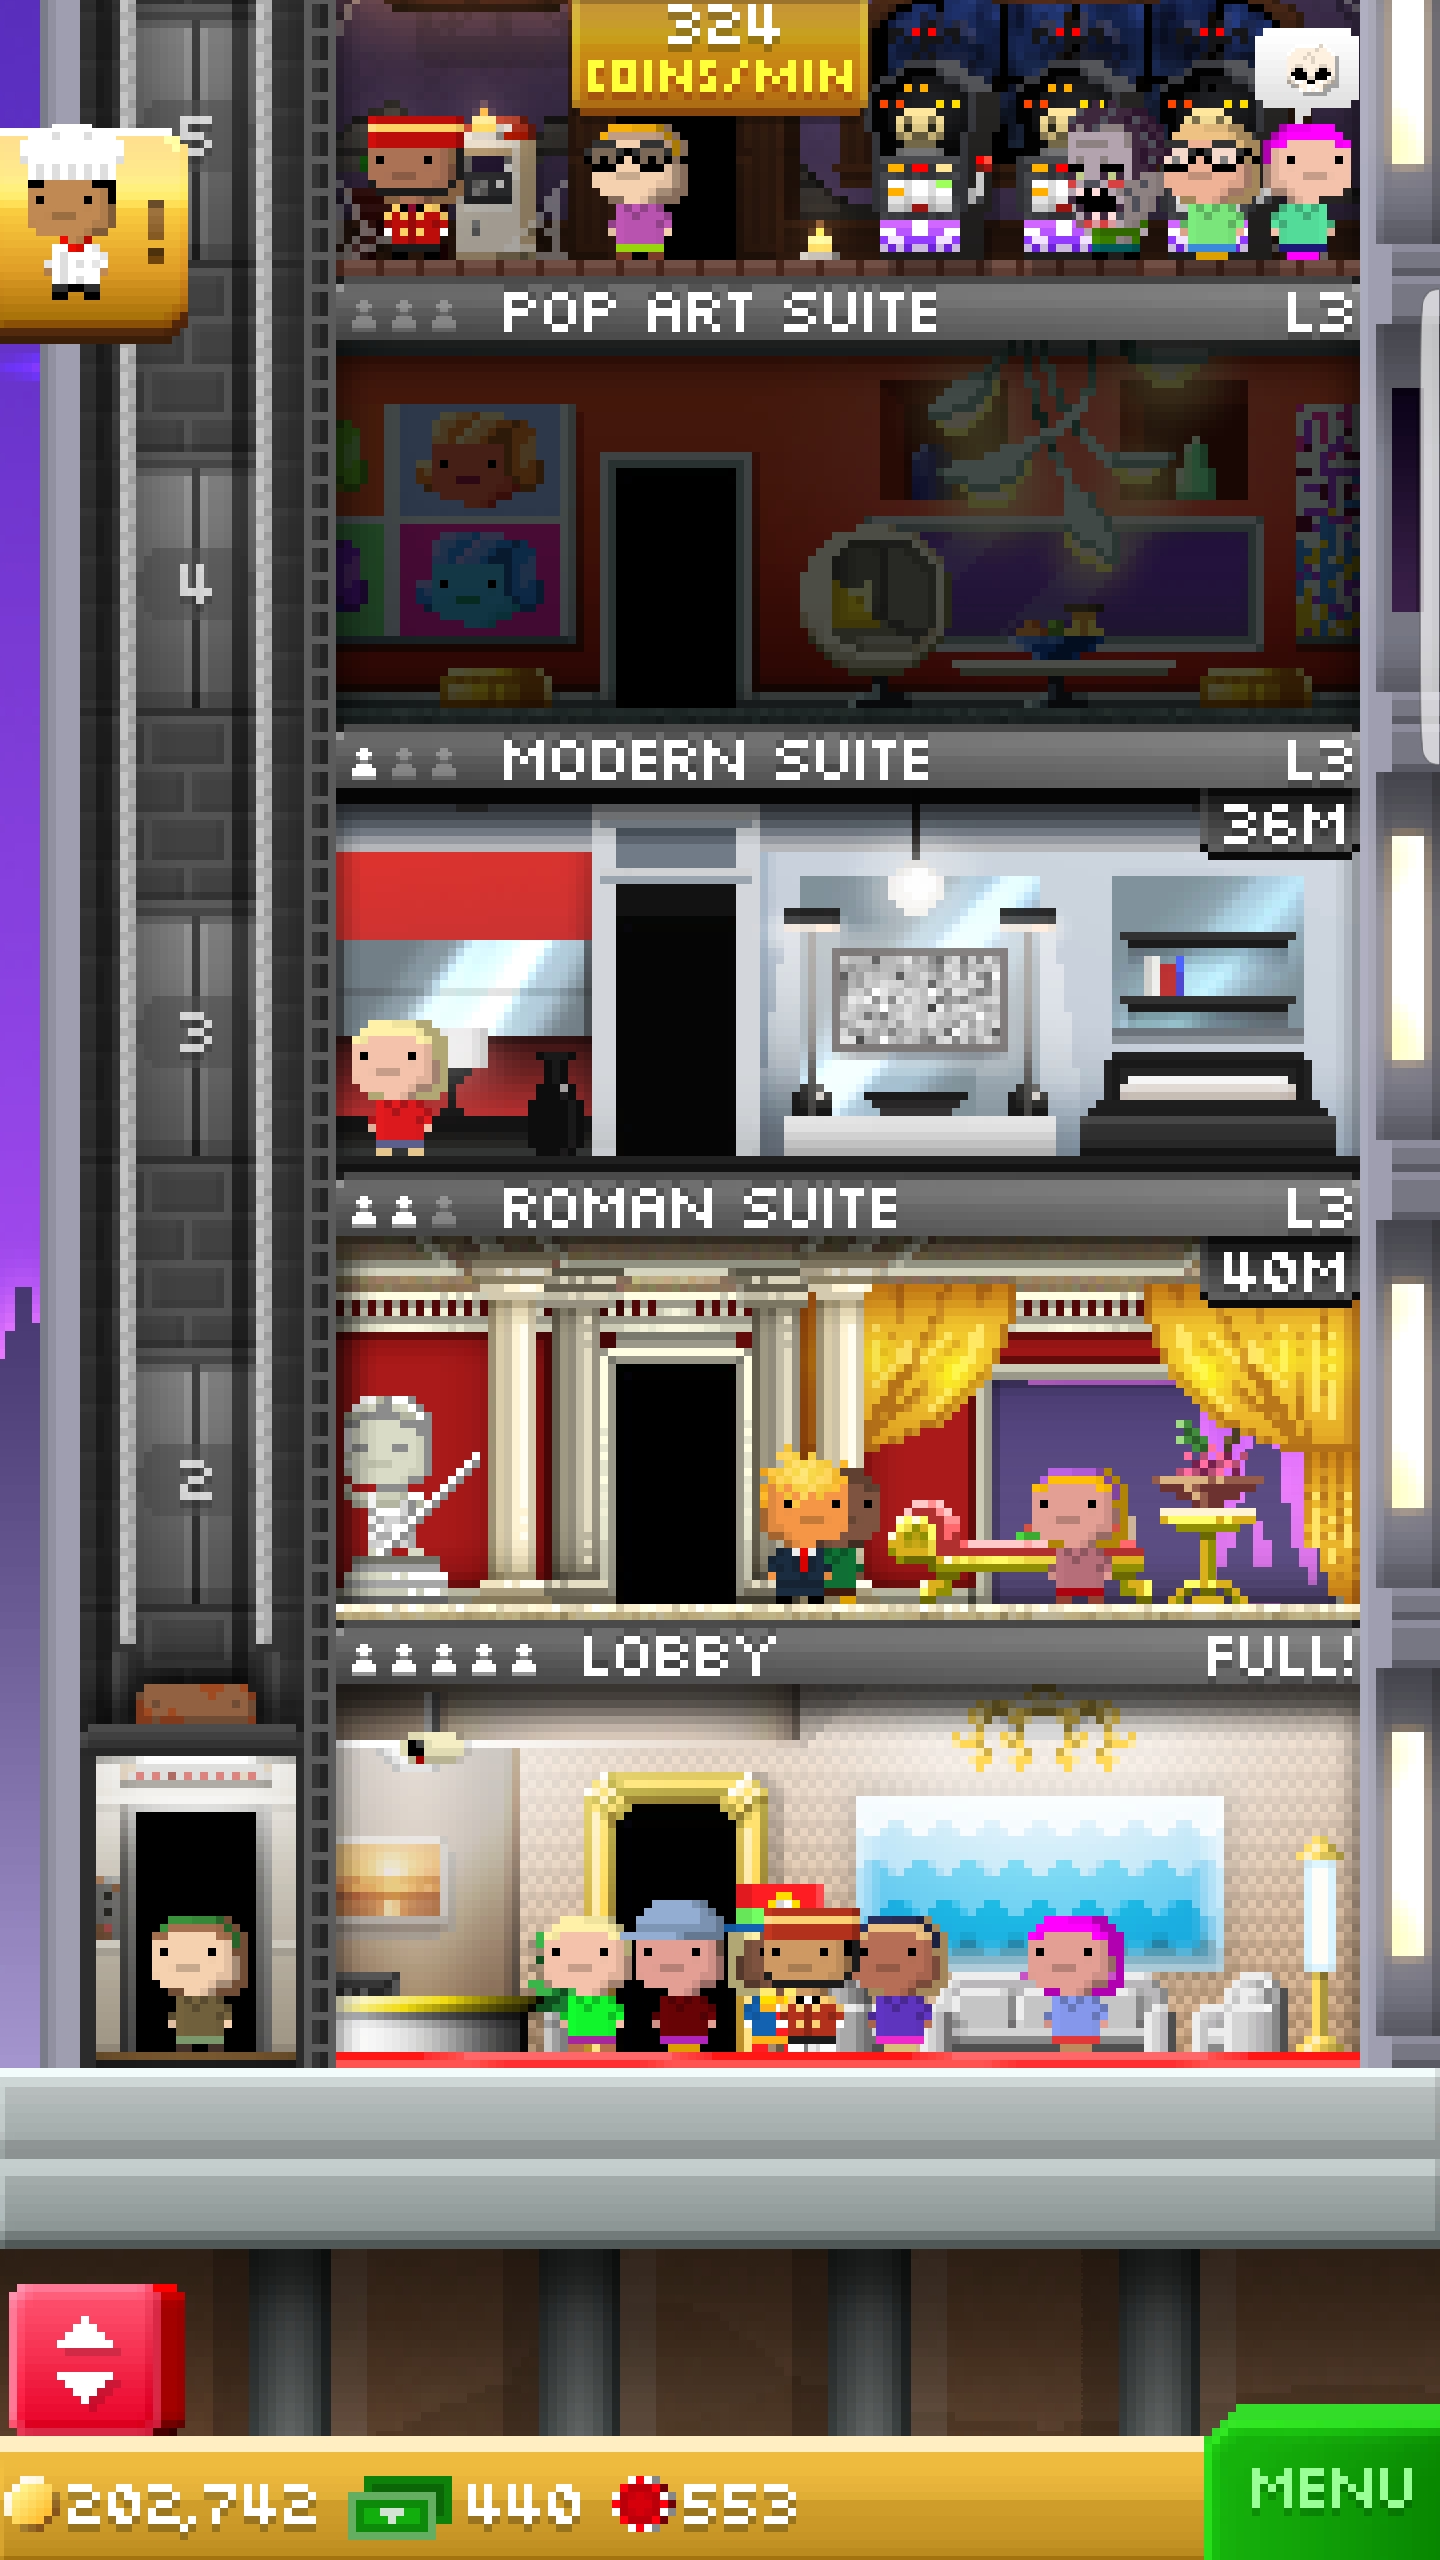 324
COINS/MIN
5
!
POP ART SUITE L3
4
MODERN SUITE L3
36M
3
ROMAN SUITE L3
40M
2
LOBBY FULL!
202,742 440 553
MENU